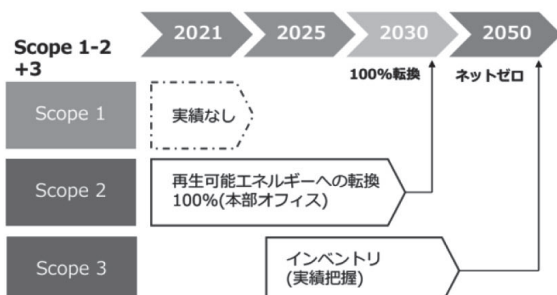 2021
2025
2030
2050
Scope 1-2
+3
100%転換
ネットゼロ
Scope 1
実績なし
Scope 2
再生可能エネルギーへの転換
100%(本部オフィス)
Scope 3
インベントリ
(実績把握)